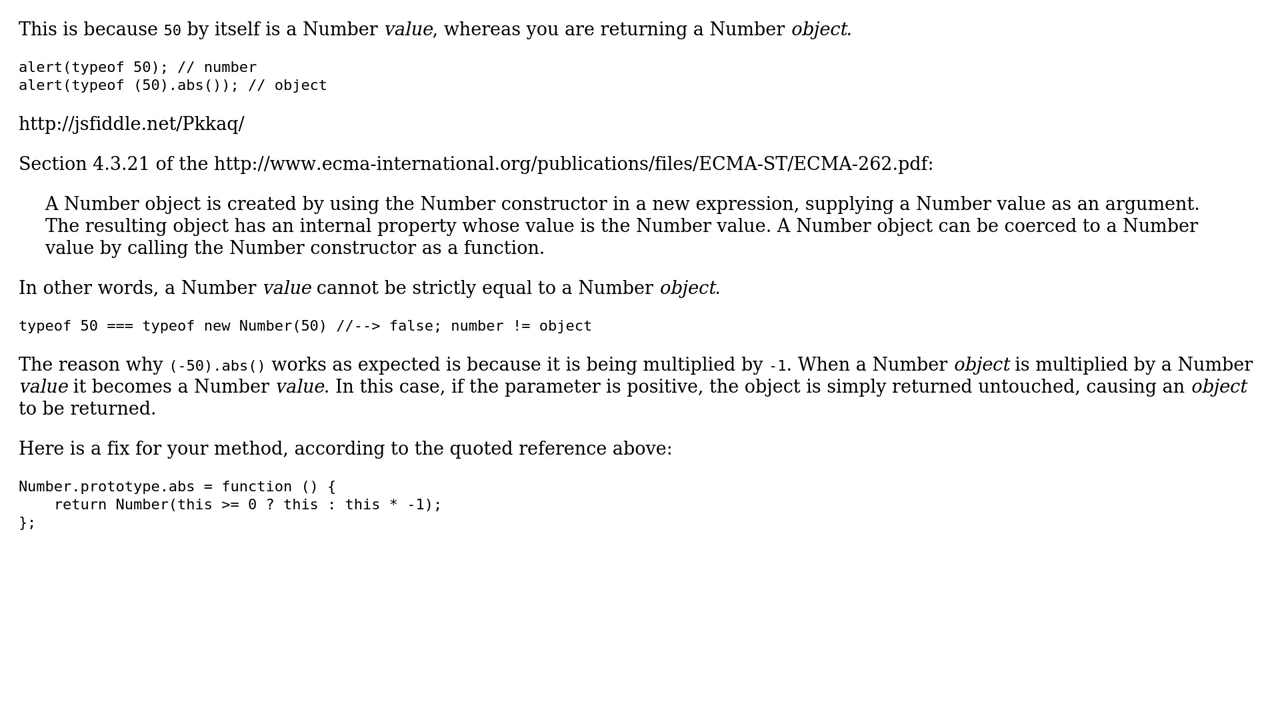 This is because 50 by itself is a Number value, whereas you are returning a Number object.
alert(typeof 50); // number
alert(typeof (50).abs()); // object
http://jsfiddle.net/Pkkaq/
Section 4.3.21 of the http://www.ecma-international.org/publications/files/ECMA-ST/ECMA-262.pdf:
A Number object is created by using the Number constructor in a new expression, supplying a Number value as an argument.
The resulting object has an internal property whose value is the Number value. A Number object can be coerced to a Number
value by calling the Number constructor as a function.
In other words, a Number value cannot be strictly equal to a Number object.
typeof 50 === typeof new Number(50) //--> false; number != object
The reason why (-50).abs() works as expected is because it is being multiplied by -1. When a Number object is multiplied by a Number
value it becomes a Number value. In this case, if the parameter is positive, the object is simply returned untouched, causing an object
to be returned.
Here is a fix for your method, according to the quoted reference above:
Number.prototype.abs = function () {
    return Number(this >= 0 ? this : this * -1);
};